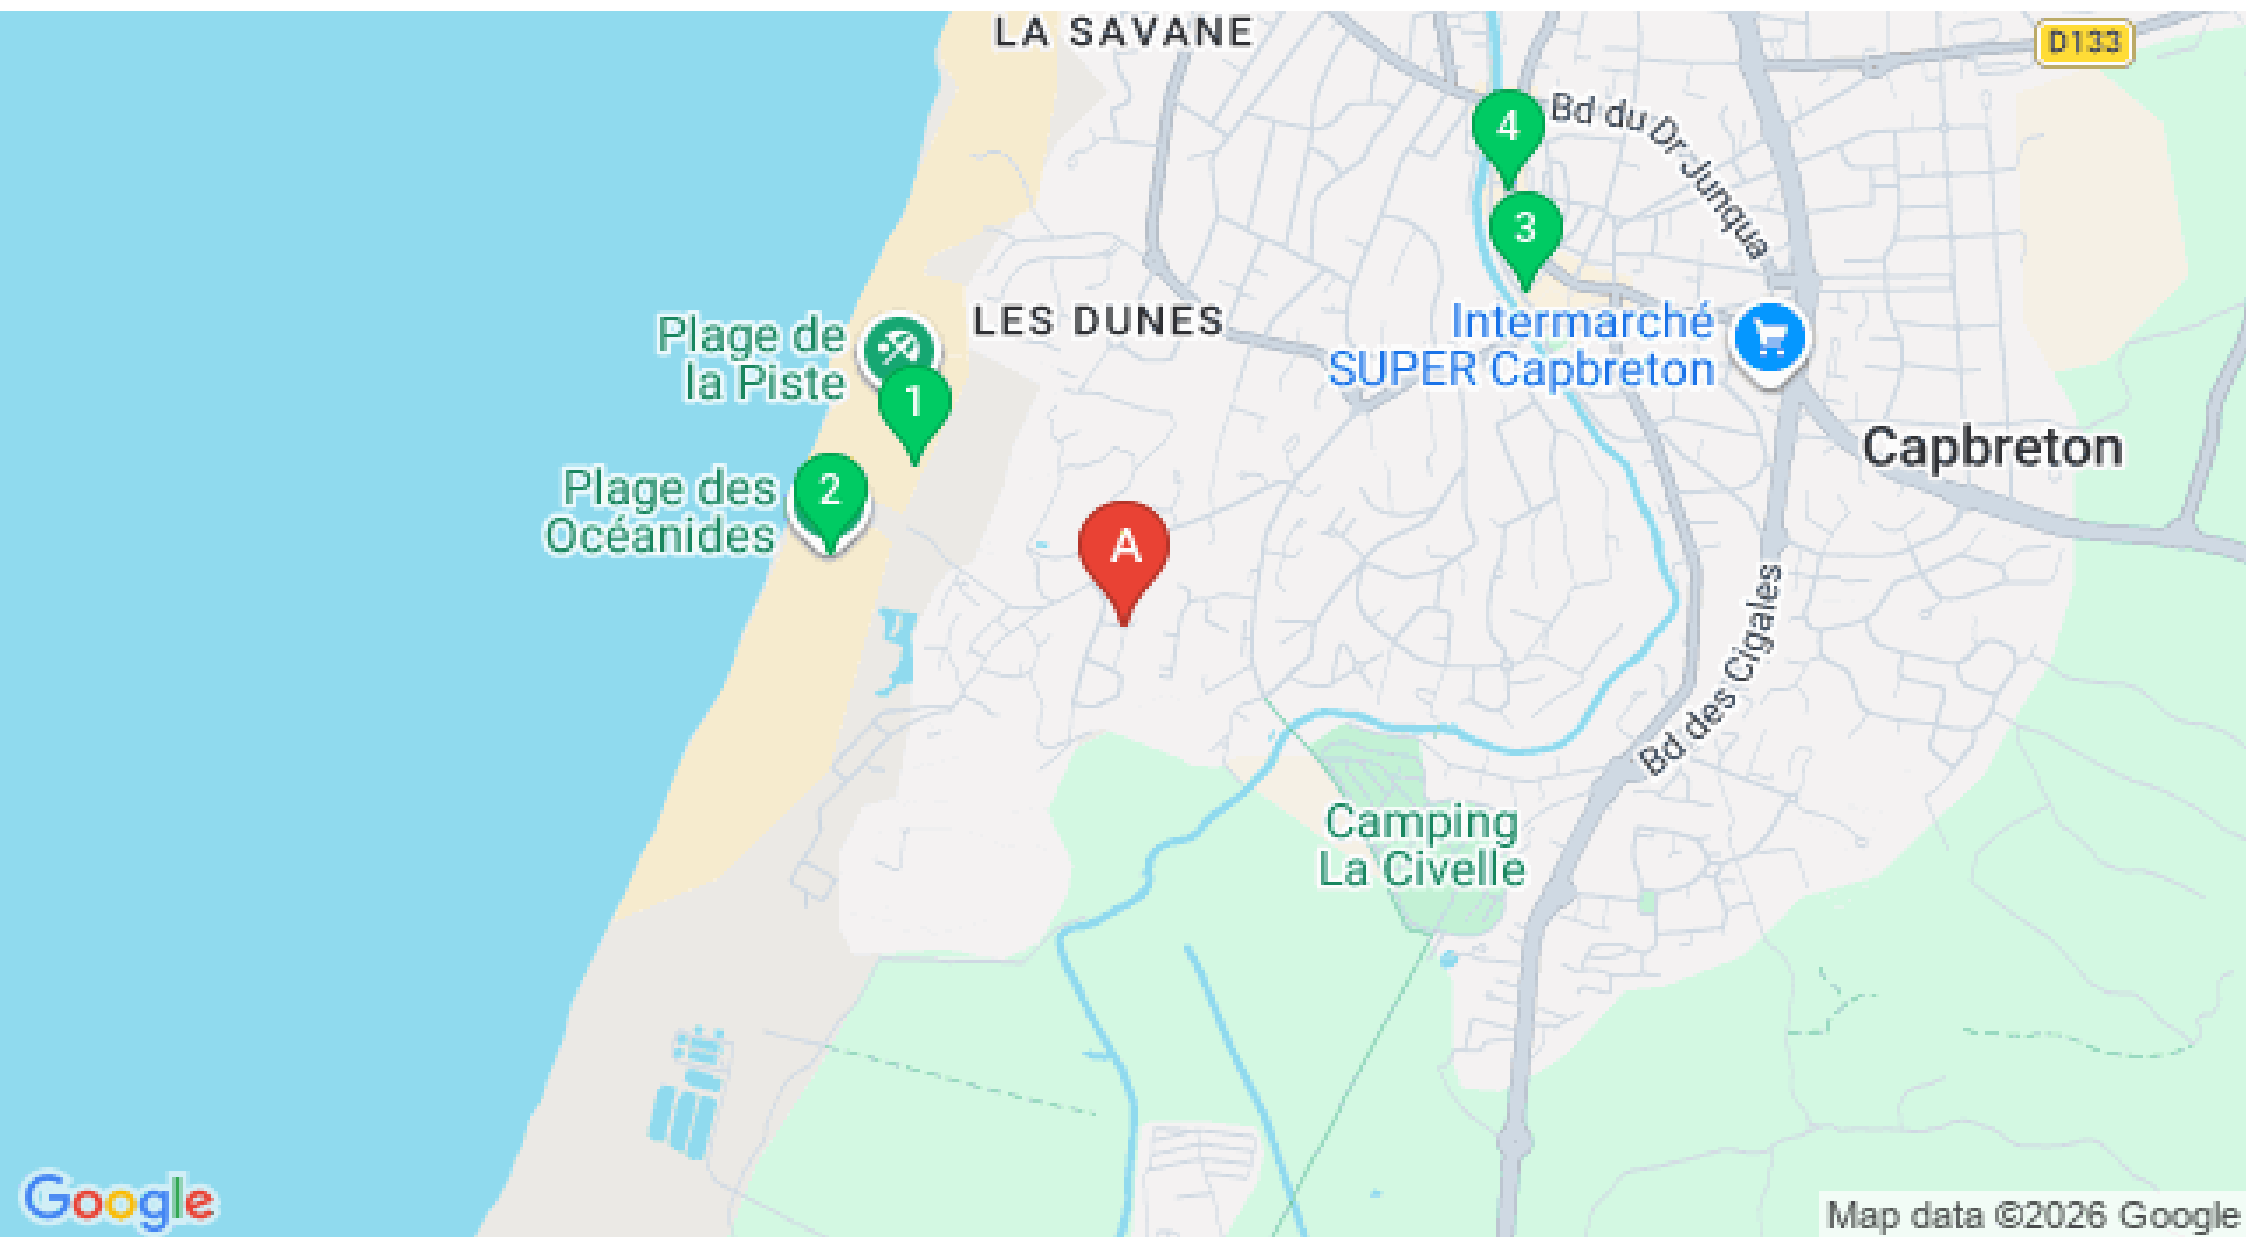 LA SAVANE
D133
Bd du Dr Junqua
4
3
LES DUNES
Plage de
la Piste
1
Intermarché
SUPER Capbreton
Capbreton
Plage des
Océanides
2
A
Bd des Cigales
Camping
La Civelle
Google
Map data ©2026 Google